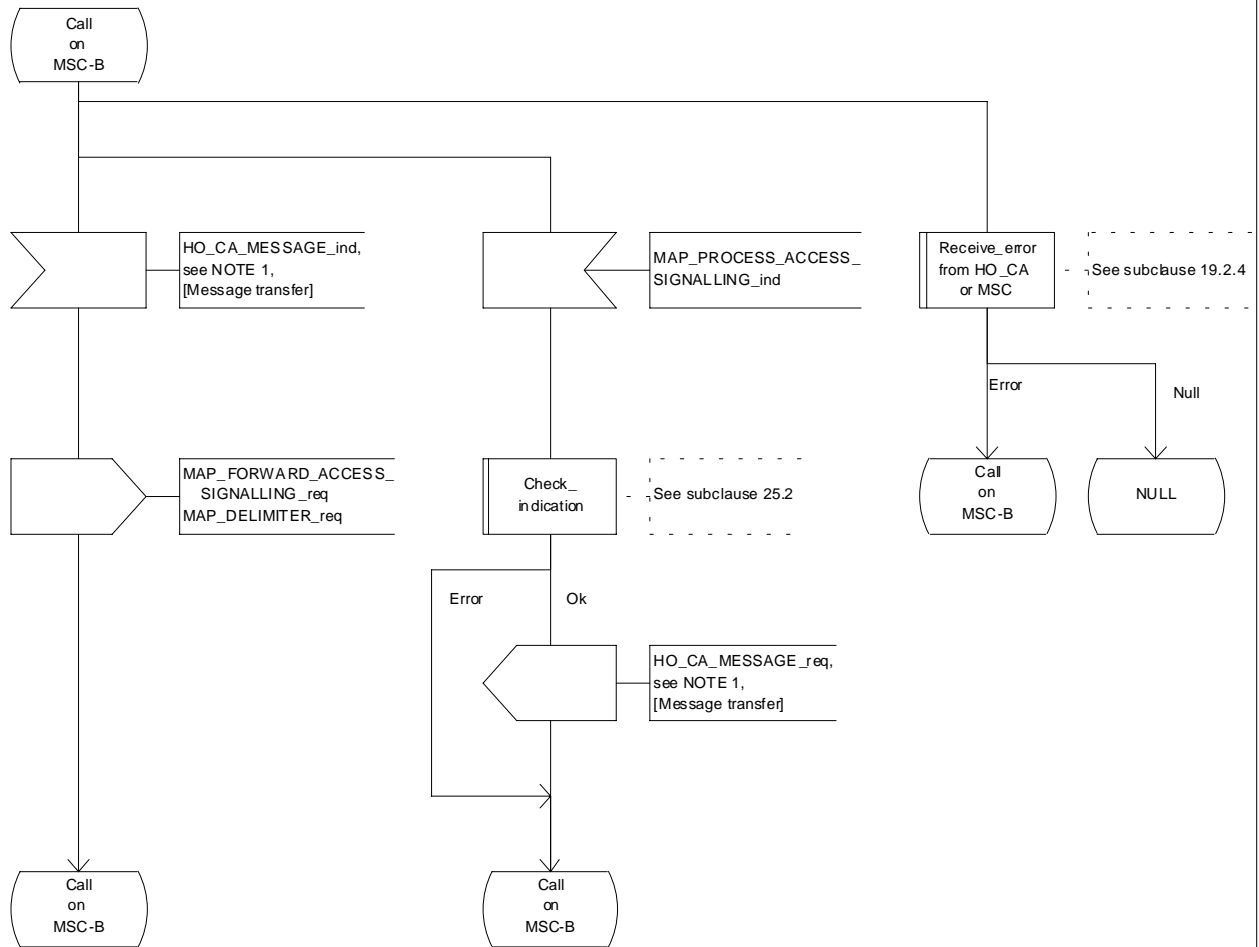 Call
on
MSC-B
HO_CA_MESSAGE_ind,
see NOTE 1,
[Message transfer]
MAP_PROCESS_ACCESS_
SIGNALLING_ind
Receive_error
from HO_CA
or MSC
See subclause 19.2.4
Error
Null
MAP_FORWARD_ACCESS_
SIGNALLING_req
MAP_DELIMITER_req
Check_
indication
See subclause 25.2
Call
on
MSC-B
NULL
Error
Ok
HO_CA_MESSAGE_req,
see NOTE 1,
[Message transfer]
Call
on
MSC-B
Call
on
MSC-B